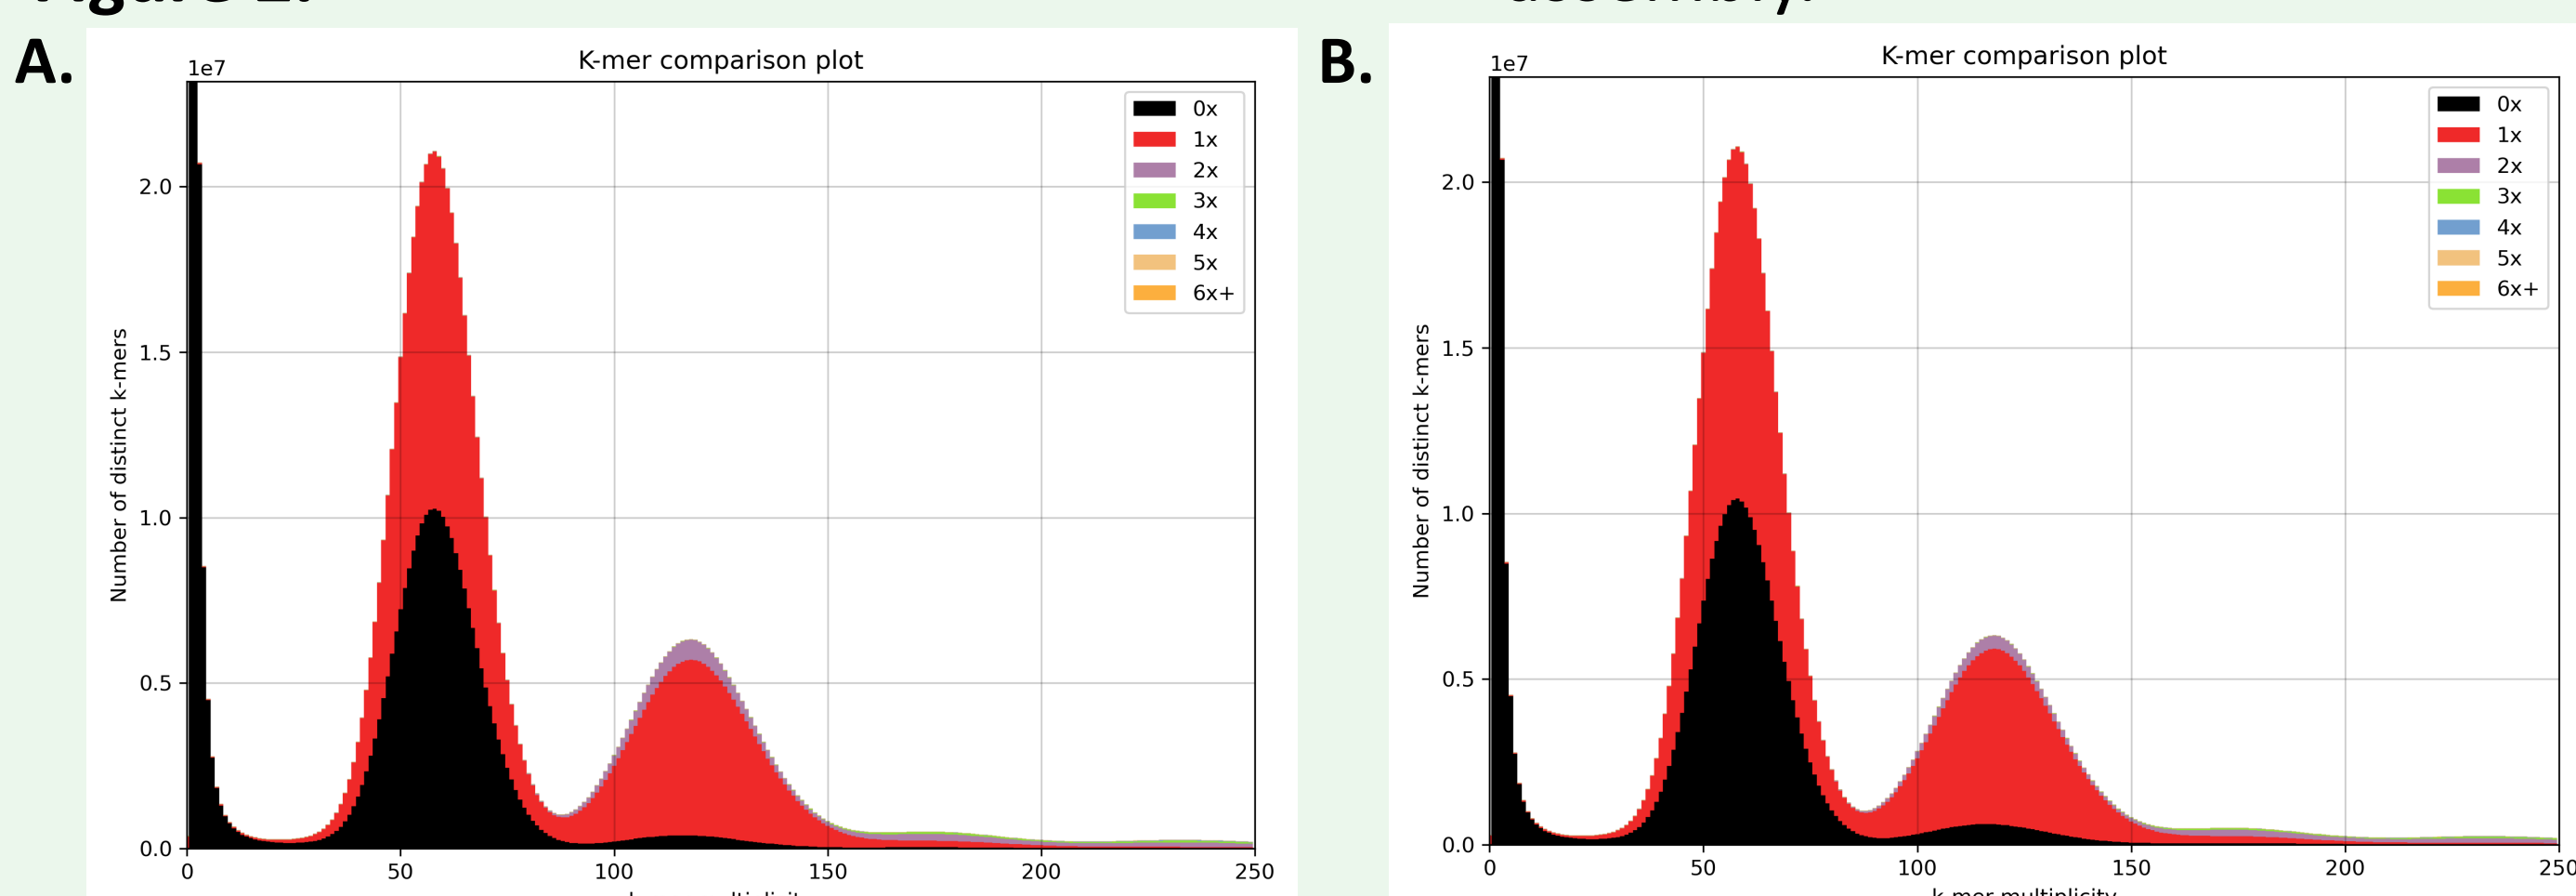 A.
K-mer comparison plot
1e7
0x
1x
2x
3x
4x
5x
6x+
Number of distinct k-mers
2.0
1.5
1.0
0.5
0.0
0
50
100
150
200
250
B.
K-mer comparison plot
1e7
0x
1x
2x
3x
4x
5x
6x+
Number of distinct k-mers
2.0
1.5
1.0
0.5
0.0
0
50
100
150
200
250
k-mer multiplicity